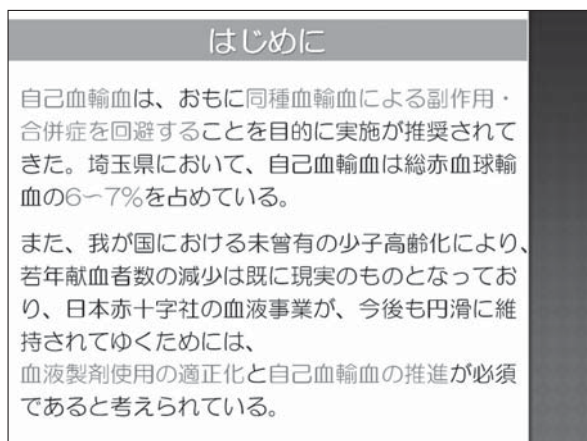 はじめに
自己血輸血は、おもに同種血輸血による副作用・
合併症を回避することを目的に実施が推奨されて
きた。埼玉県において、自己血輸血は総赤血球輸
血の6〜7%を占めている。
また、我が国における未曾有の少子高齢化により、
若年献血者数の減少は既に現実のものとなってお
り、日本赤十字社の血液事業が、今後も円滑に維
持されてゆくためには、
血液製剤使用の適正化と自己血輸血の推進が必須
であると考えられている。